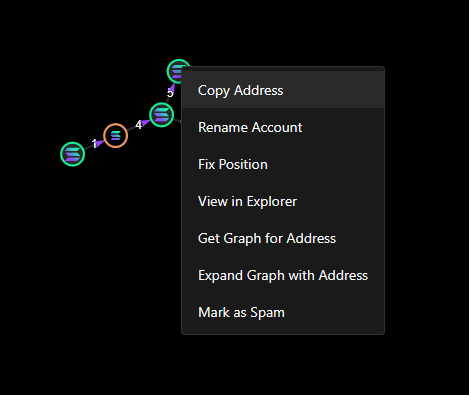 5
Copy Address
4
Rename Account
1
Fix Position
View in Explorer
Get Graph for Address
Expand Graph with Address
Mark as Spam